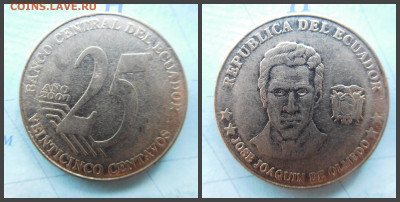 COINS.LAVE.RU
BANCO CENTRAL DEL ECUADOR
AÑO
2000
25
VEINTICINCO CENTAVOS
REPUBLICA DEL ECUADOR
JOSE JOAQUIN DE OLMEDO